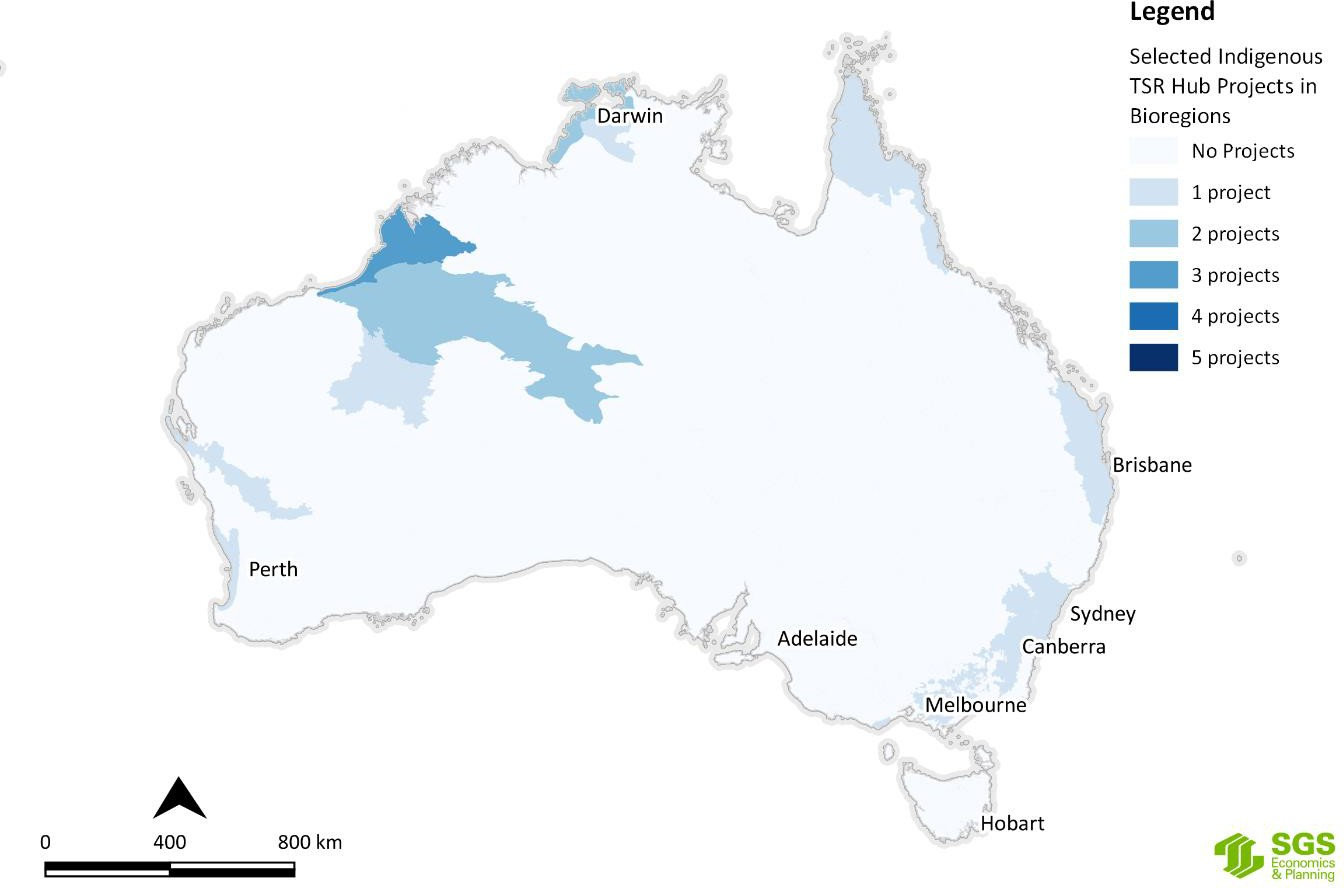 Legend
Selected Indigenous
TSR Hub Projects in
Bioregions
No Projects
1 project
2 projects
3 projects
4 projects
5 projects
Darwin
Brisbane
Perth
Sydney
Adelaide
Canberra
Melbourne
Hobart
0 400 800 km
SGS
Economics
& Planning